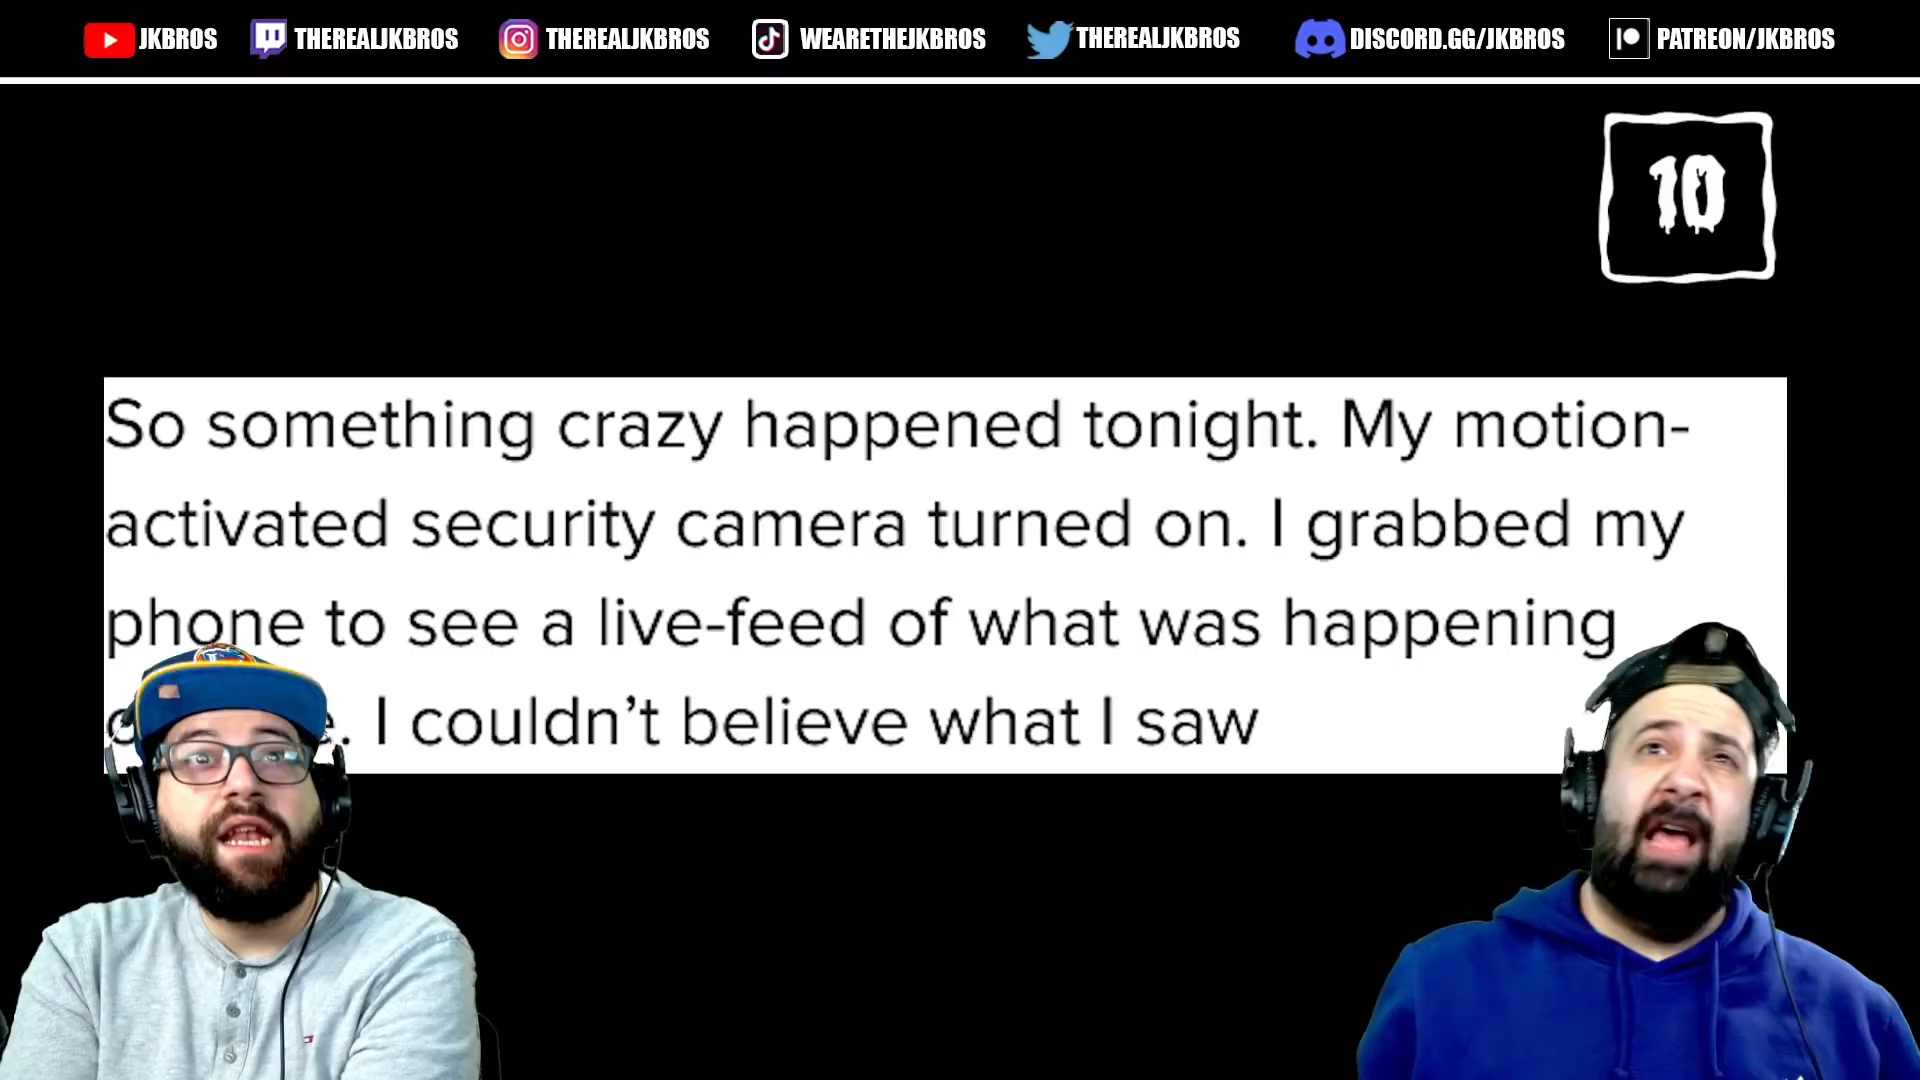 JKBROS THEREALJKBROS THEREALJKBROS WEARETHEJKBROS THEREALJKBROS DISCORD.GG/JKBROS PATREON/JKBROS
10
So something crazy happened tonight. My motion-
activated security camera turned on. I grabbed my
phone to see a live-feed of what was happening
I couldn't believe what I saw